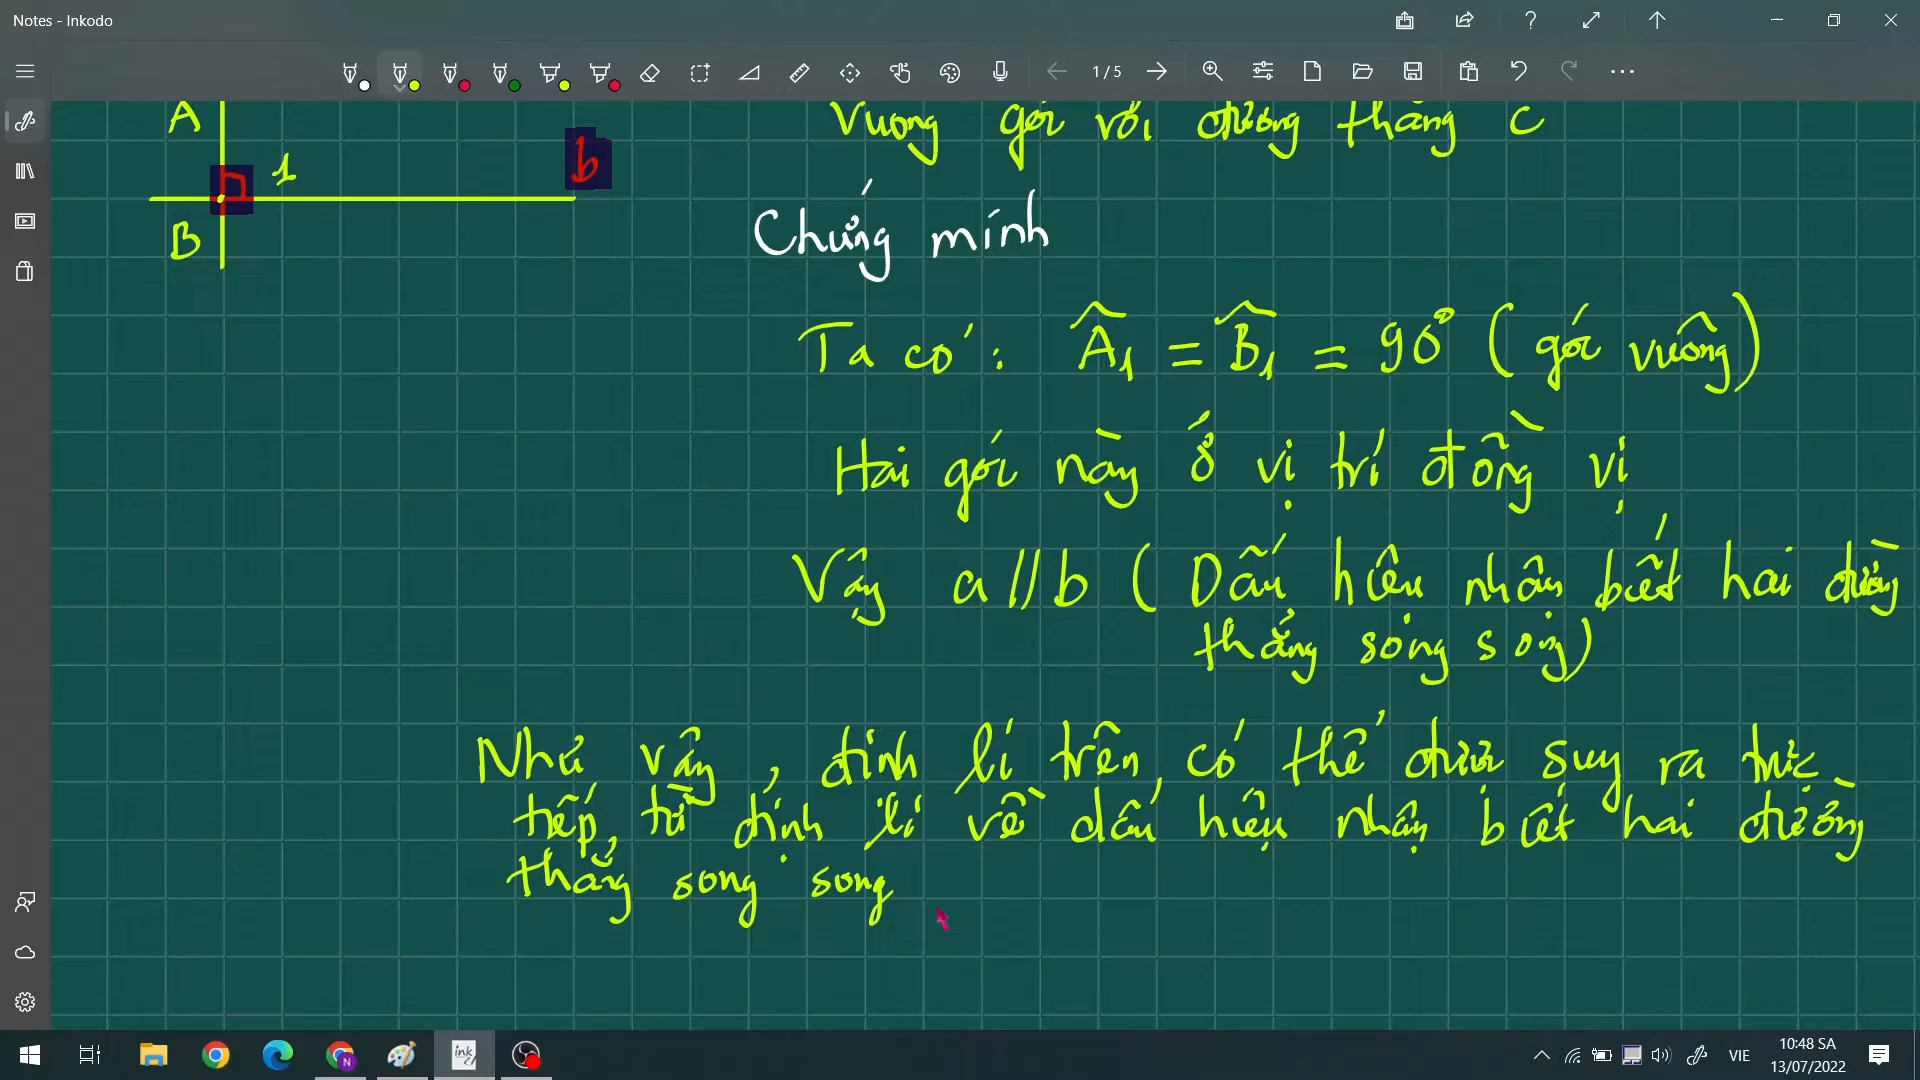 Notes - Inkodo
1 / 5
A
Vuông góc với đường thẳng c
1
b
B
Chứng minh
Ta có: Â₁ = B̂₁ = 90° (góc vuông)
Hai góc này ở vị trí đồng vị
Vậy a // b ( Dấu hiệu nhận biết hai đường
thẳng song song)
Như vậy, định lí trên có thể được suy ra trực
tiếp từ định lí về dấu hiệu nhận biết hai đường
thẳng song song
ink
N
VIE
10:48 SA
13/07/2022